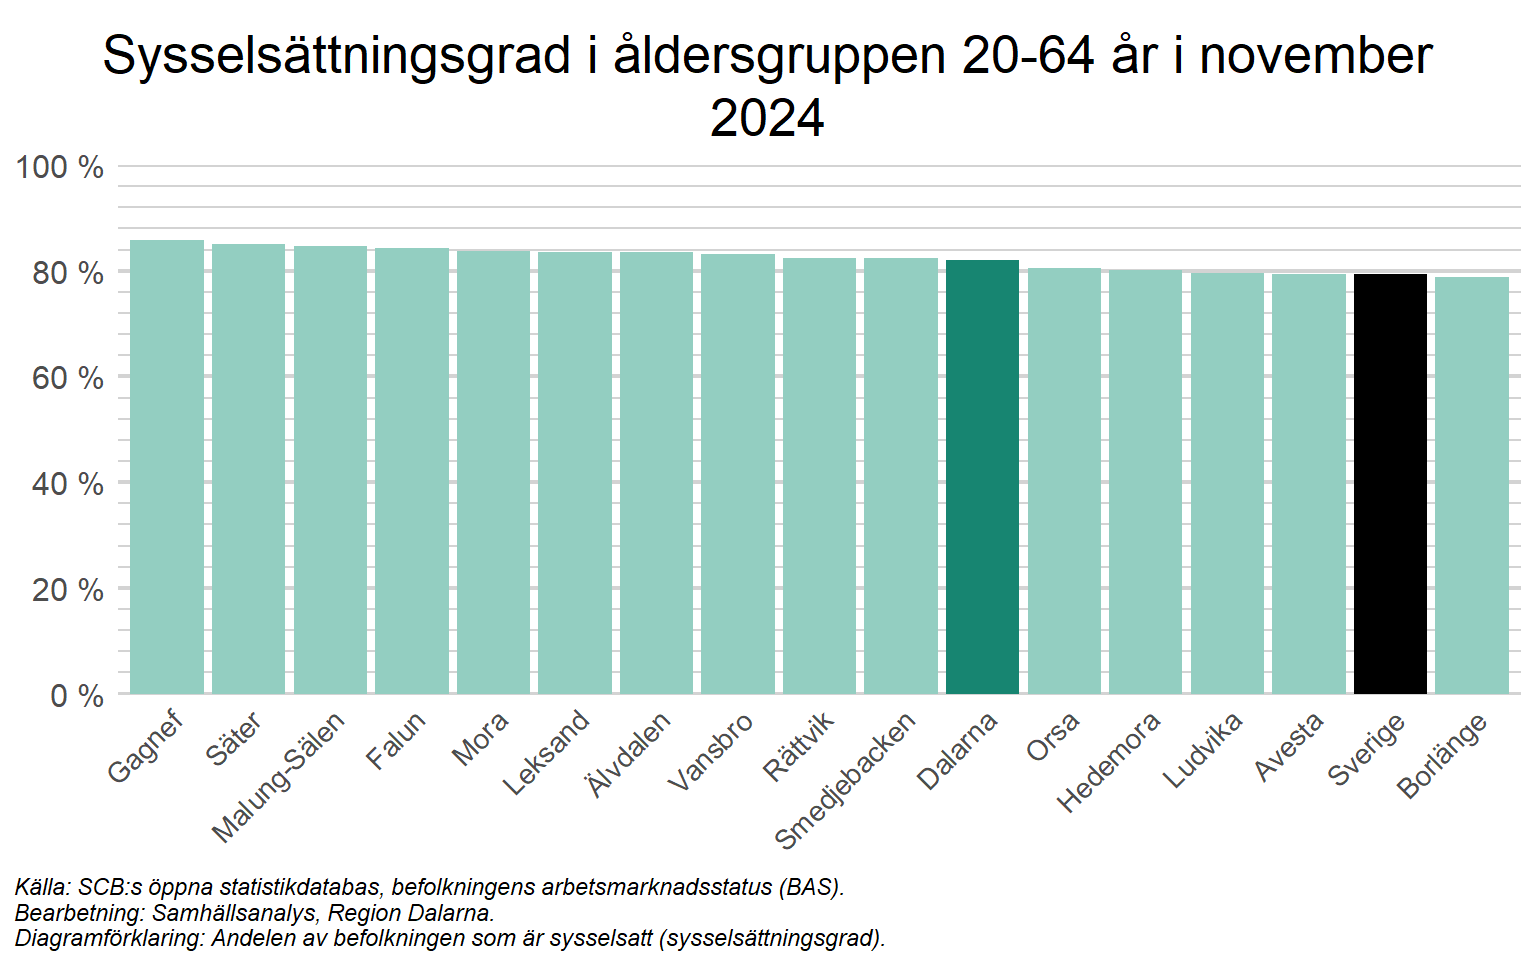 Sysselsättningsgrad i åldersgruppen 20-64 år i november
2024
100 %
80 %
60 %
40 %
20 %
0 %
Gagnef
Säter
Malung-Sälen
Falun
Mora
Leksand
Älvdalen
Vansbro
Rättvik
Smedjebacken
Dalarna
Orsa
Hedemora
Ludvika
Avesta
Sverige
Borlänge
Källa: SCB:s öppna statistikdatabas, befolkningens arbetsmarknadsstatus (BAS).
Bearbetning: Samhällsanalys, Region Dalarna.
Diagramförklaring: Andelen av befolkningen som är sysselsatt (sysselsättningsgrad).